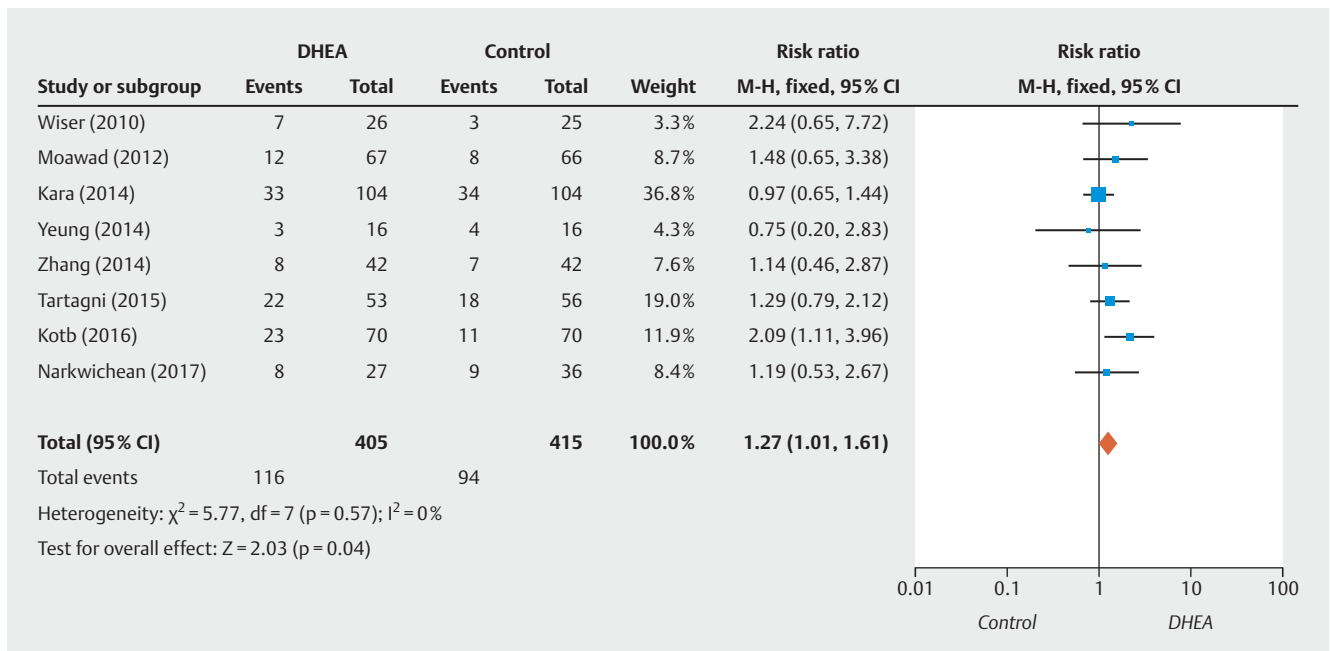 DHEA Control Risk ratio Risk ratio
Study or subgroup Events Total Events Total Weight M-H, fixed, 95% CI M-H, fixed, 95% CI
Wiser (2010) 7 26 3 25 3.3% 2.24 (0.65, 7.72)
Moawad (2012) 12 67 8 66 8.7% 1.48 (0.65, 3.38)
Kara (2014) 33 104 34 104 36.8% 0.97 (0.65, 1.44)
Yeung (2014) 3 16 4 16 4.3% 0.75 (0.20, 2.83)
Zhang (2014) 8 42 7 42 7.6% 1.14 (0.46, 2.87)
Tartagni (2015) 22 53 18 56 19.0% 1.29 (0.79, 2.12)
Kotb (2016) 23 70 11 70 11.9% 2.09 (1.11, 3.96)
Narkwichean (2017) 8 27 9 36 8.4% 1.19 (0.53, 2.67)
Total (95% CI) 405 415 100.0% 1.27 (1.01, 1.61)
Total events 116 94
Heterogeneity: χ² = 5.77, df = 7 (p = 0.57); I² = 0%
Test for overall effect: Z = 2.03 (p = 0.04)
0.01 0.1 1 10 100
Control DHEA